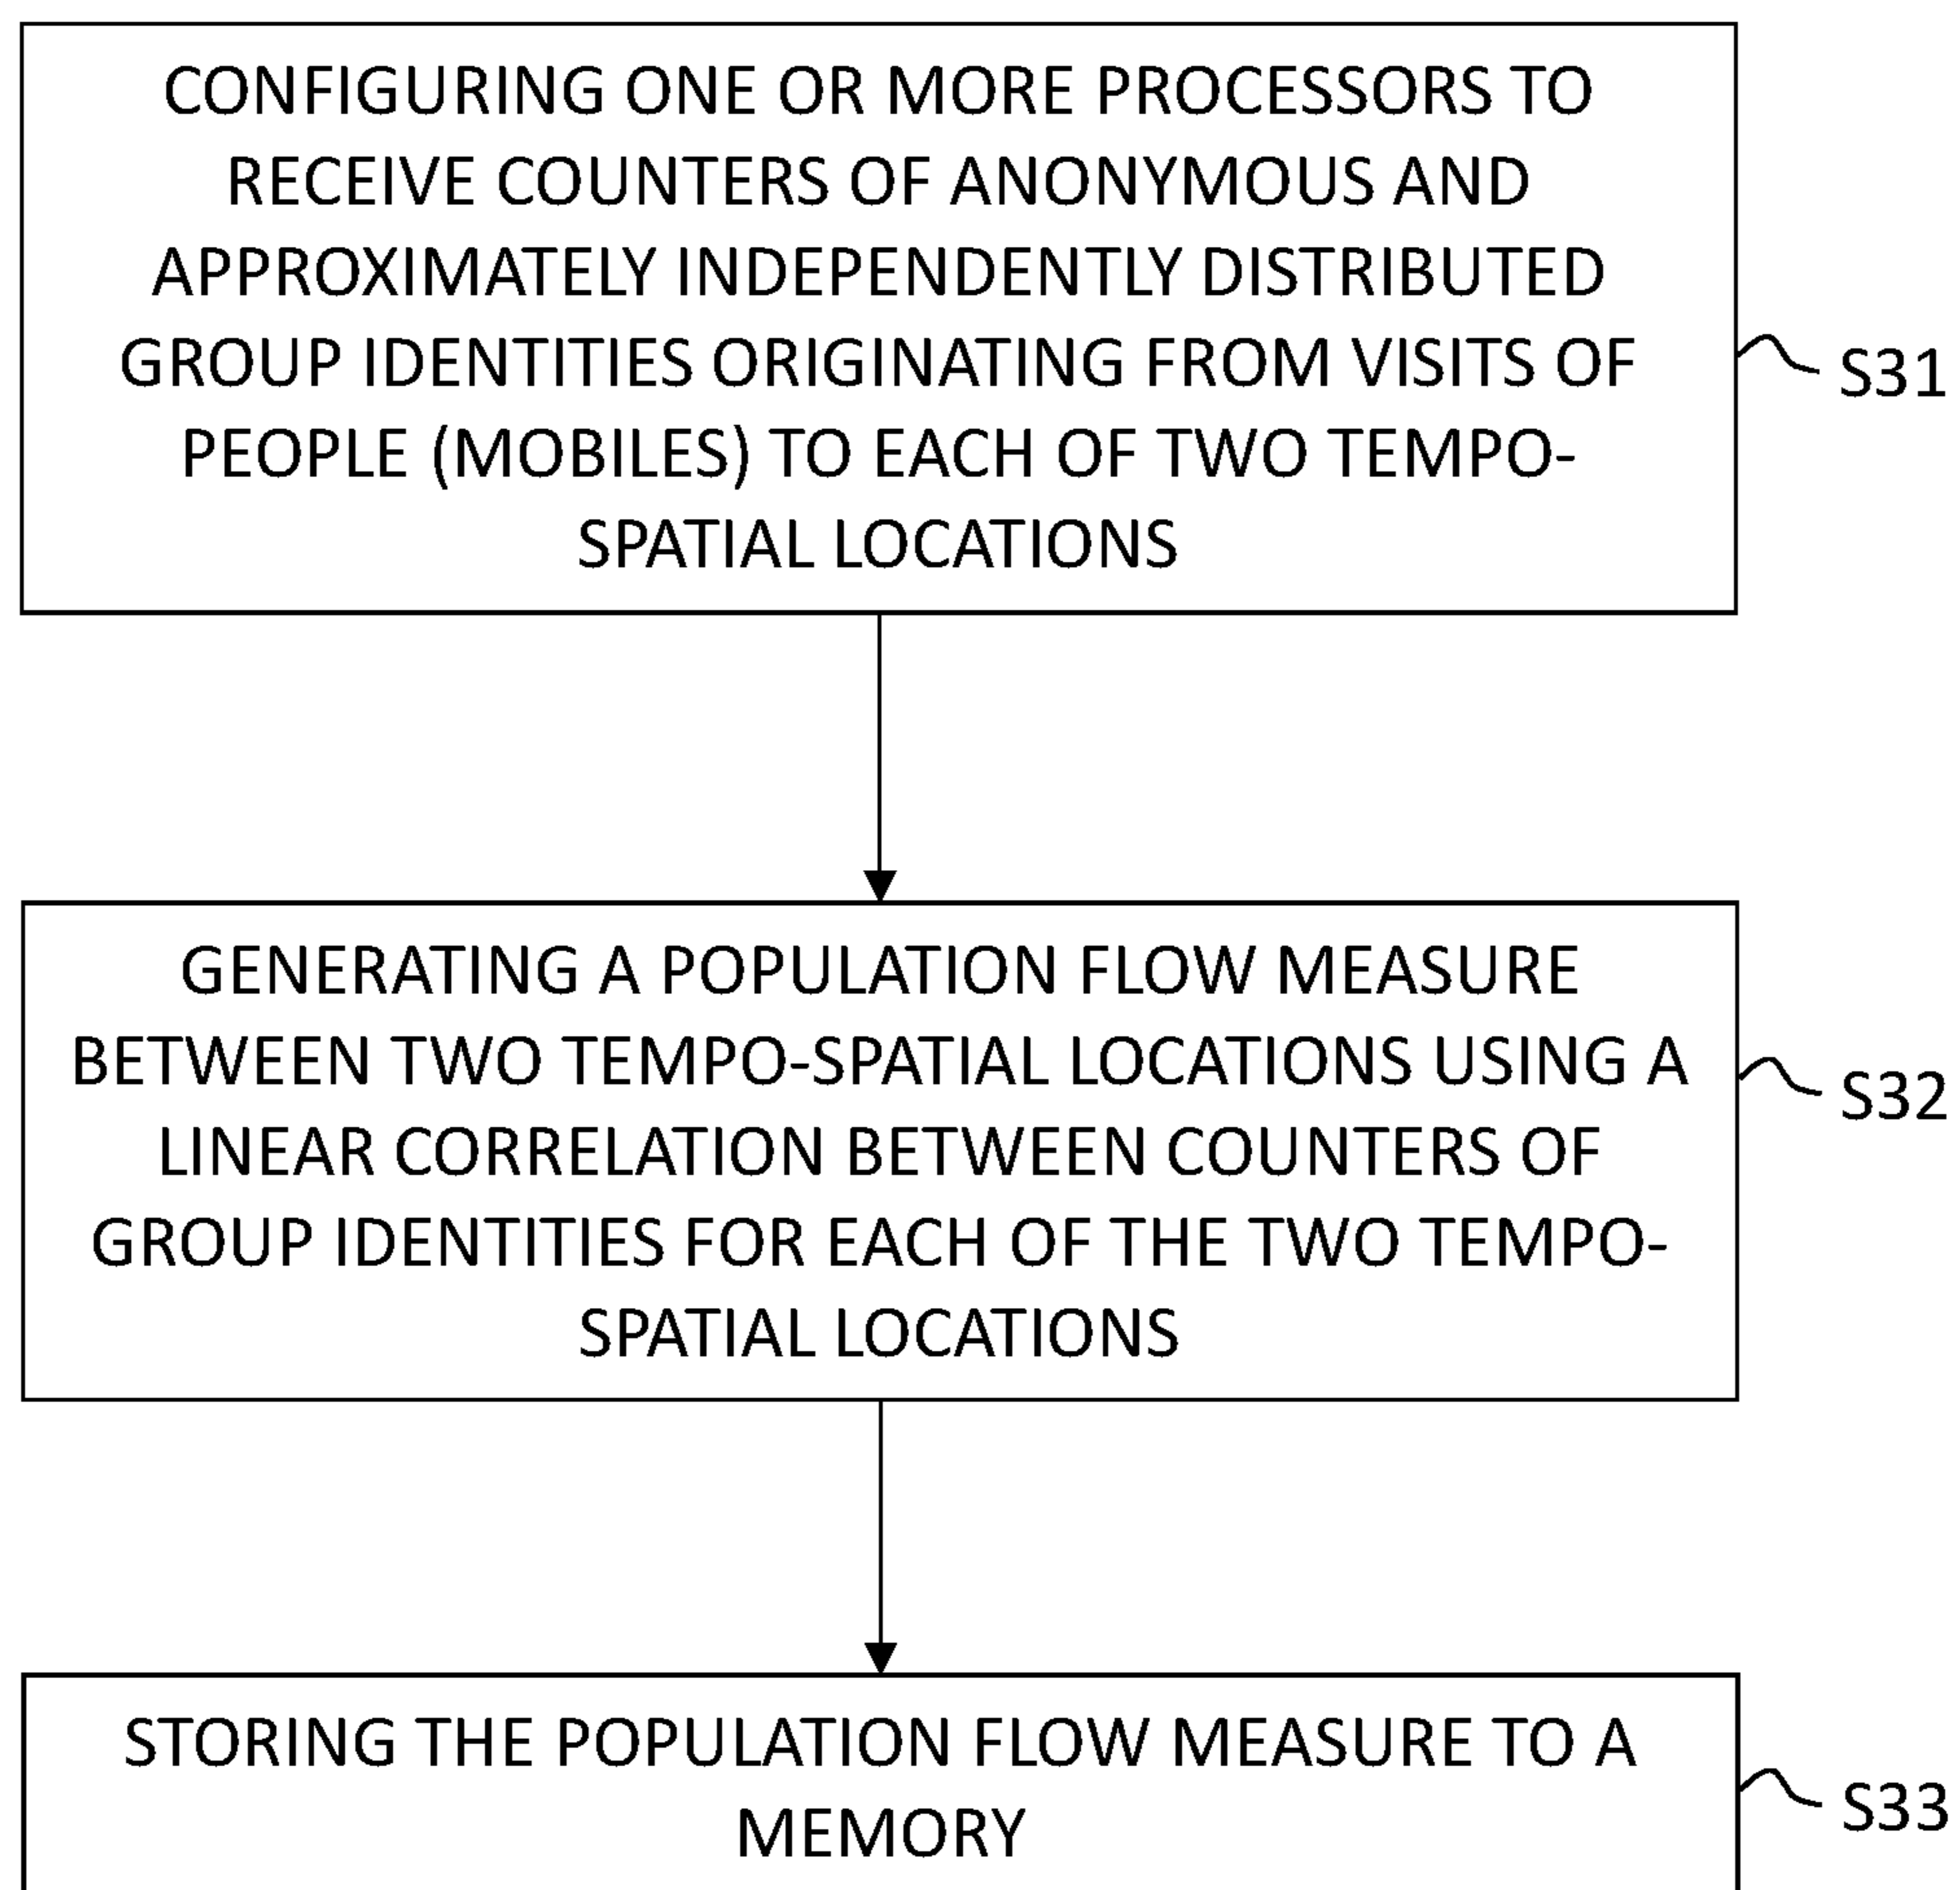 CONFIGURING ONE OR MORE PROCESSORS TO
RECEIVE COUNTERS OF ANONYMOUS AND
APPROXIMATELY INDEPENDENTLY DISTRIBUTED
GROUP IDENTITIES ORIGINATING FROM VISITS OF
PEOPLE (MOBILES) TO EACH OF TWO TEMPO-
SPATIAL LOCATIONS
S31
GENERATING A POPULATION FLOW MEASURE
BETWEEN TWO TEMPO-SPATIAL LOCATIONS USING A
LINEAR CORRELATION BETWEEN COUNTERS OF
GROUP IDENTITIES FOR EACH OF THE TWO TEMPO-
SPATIAL LOCATIONS
S32
STORING THE POPULATION FLOW MEASURE TO A
MEMORY
S33